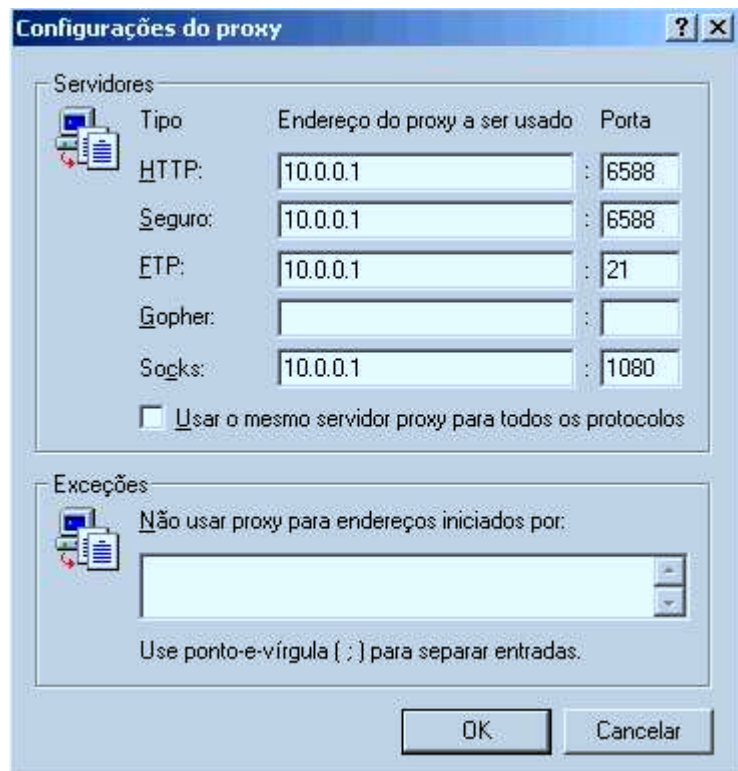 Configurações do proxy
Servidores
Tipo Endereço do proxy a ser usado Porta
HTTP: 10.0.0.1 : 6588
Seguro: 10.0.0.1 : 6588
FTP: 10.0.0.1 : 21
Gopher: :
Socks: 10.0.0.1 : 1080
Usar o mesmo servidor proxy para todos os protocolos
Exceções
Não usar proxy para endereços iniciados por:
Use ponto-e-vírgula ( ; ) para separar entradas.
OK Cancelar